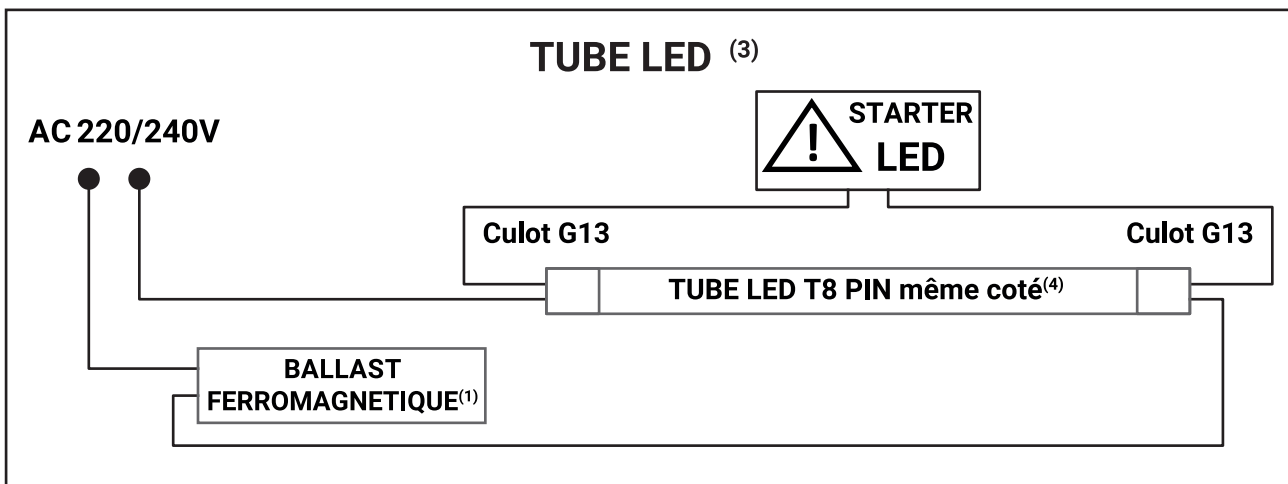 TUBE LED (3)
AC 220/240V
! STARTER
LED
Culot G13
Culot G13
TUBE LED T8 PIN même coté(4)
BALLAST
FERROMAGNETIQUE(1)